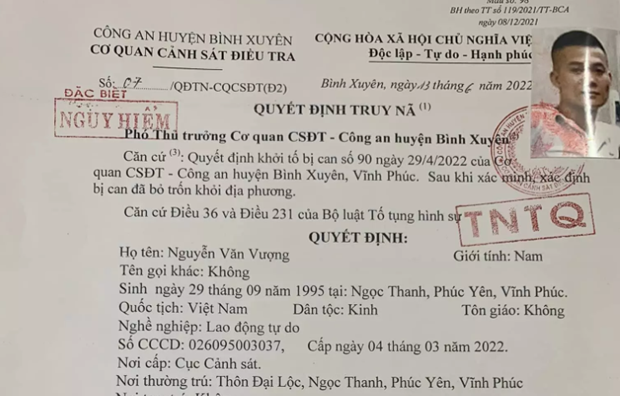 Mẫu số: 96
BH theo TT số 119/2021/TT-BCA
ngày 08/12/2021
CÔNG AN HUYỆN BÌNH XUYÊN
CƠ QUAN CẢNH SÁT ĐIỀU TRA
CỘNG HÒA XÃ HỘI CHỦ NGHĨA VIỆ
Độc lập - Tự do - Hạnh phúc
Số: 07 /QĐTN-CQCSĐT(Đ2)
Bình Xuyên, ngày 13 tháng 6 năm 2022
ĐẶC BIỆT
NGUY HIỂM
QUYẾT ĐỊNH TRUY NÃ (1)
Phó Thủ trưởng Cơ quan CSĐT - Công an huyện Bình Xuyên
Căn cứ (3): Quyết định khởi tố bị can số 90 ngày 29/4/2022 của Cơ
quan CSĐT - Công an huyện Bình Xuyên, Vĩnh Phúc. Sau khi xác minh, xác định
bị can đã bỏ trốn khỏi địa phương.
Căn cứ Điều 36 và Điều 231 của Bộ luật Tố tụng hình sự
TNTQ
QUYẾT ĐỊNH:
Họ tên: Nguyễn Văn Vượng Giới tính: Nam
Tên gọi khác: Không
Sinh ngày 29 tháng 09 năm 1995 tại: Ngọc Thanh, Phúc Yên, Vĩnh Phúc.
Quốc tịch: Việt Nam Dân tộc: Kinh Tôn giáo: Không
Nghề nghiệp: Lao động tự do
Số CCCD: 026095003037, Cấp ngày 04 tháng 03 năm 2022.
Nơi cấp: Cục Cảnh sát.
Nơi thường trú: Thôn Đại Lộc, Ngọc Thanh, Phúc Yên, Vĩnh Phúc